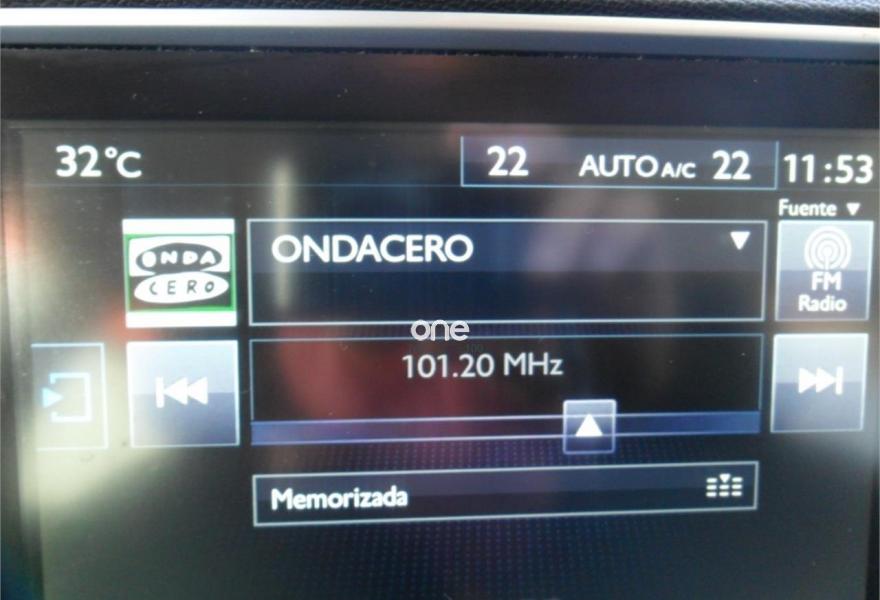 32°C
22 AUTO A/C 22
11:53
Fuente
ONDA
CERO
ONDACERO
FM
Radio
one
101.20 MHz
Memorizada